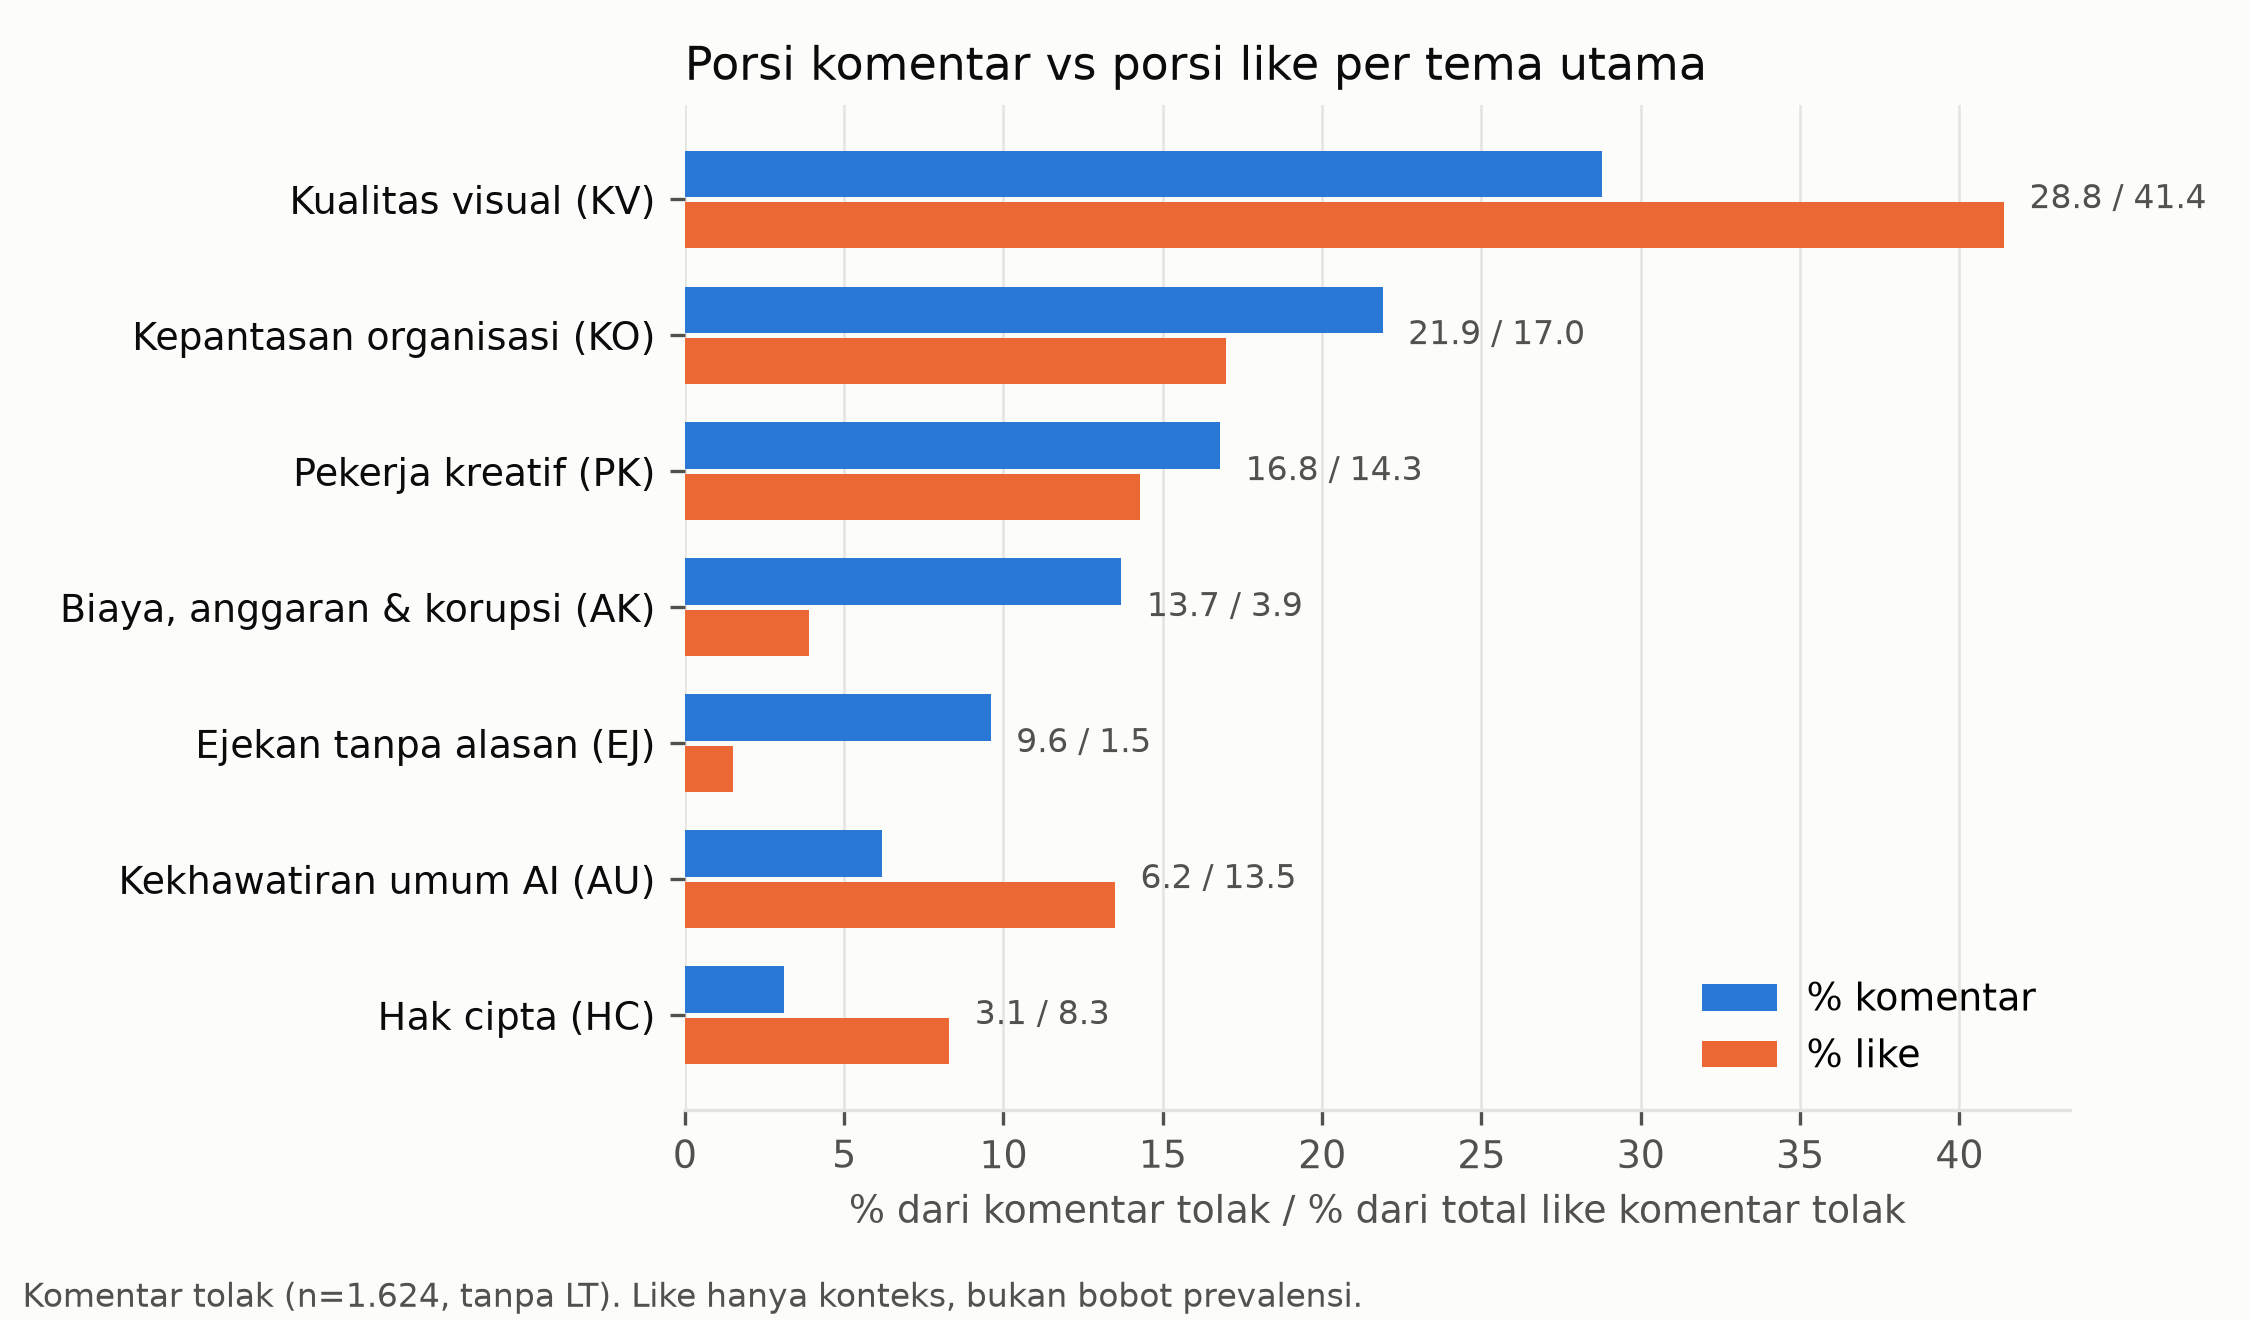 Porsi komentar vs porsi like per tema utama
Kualitas visual (KV)
28.8 / 41.4
Kepantasan organisasi (KO)
21.9 / 17.0
Pekerja kreatif (PK)
16.8 / 14.3
Biaya, anggaran & korupsi (AK)
13.7 / 3.9
Ejekan tanpa alasan (EJ)
9.6 / 1.5
Kekhawatiran umum AI (AU)
6.2 / 13.5
Hak cipta (HC)
3.1 / 8.3
% komentar
% like
0 5 10 15 20 25 30 35 40
% dari komentar tolak / % dari total like komentar tolak
Komentar tolak (n=1.624, tanpa LT). Like hanya konteks, bukan bobot prevalensi.